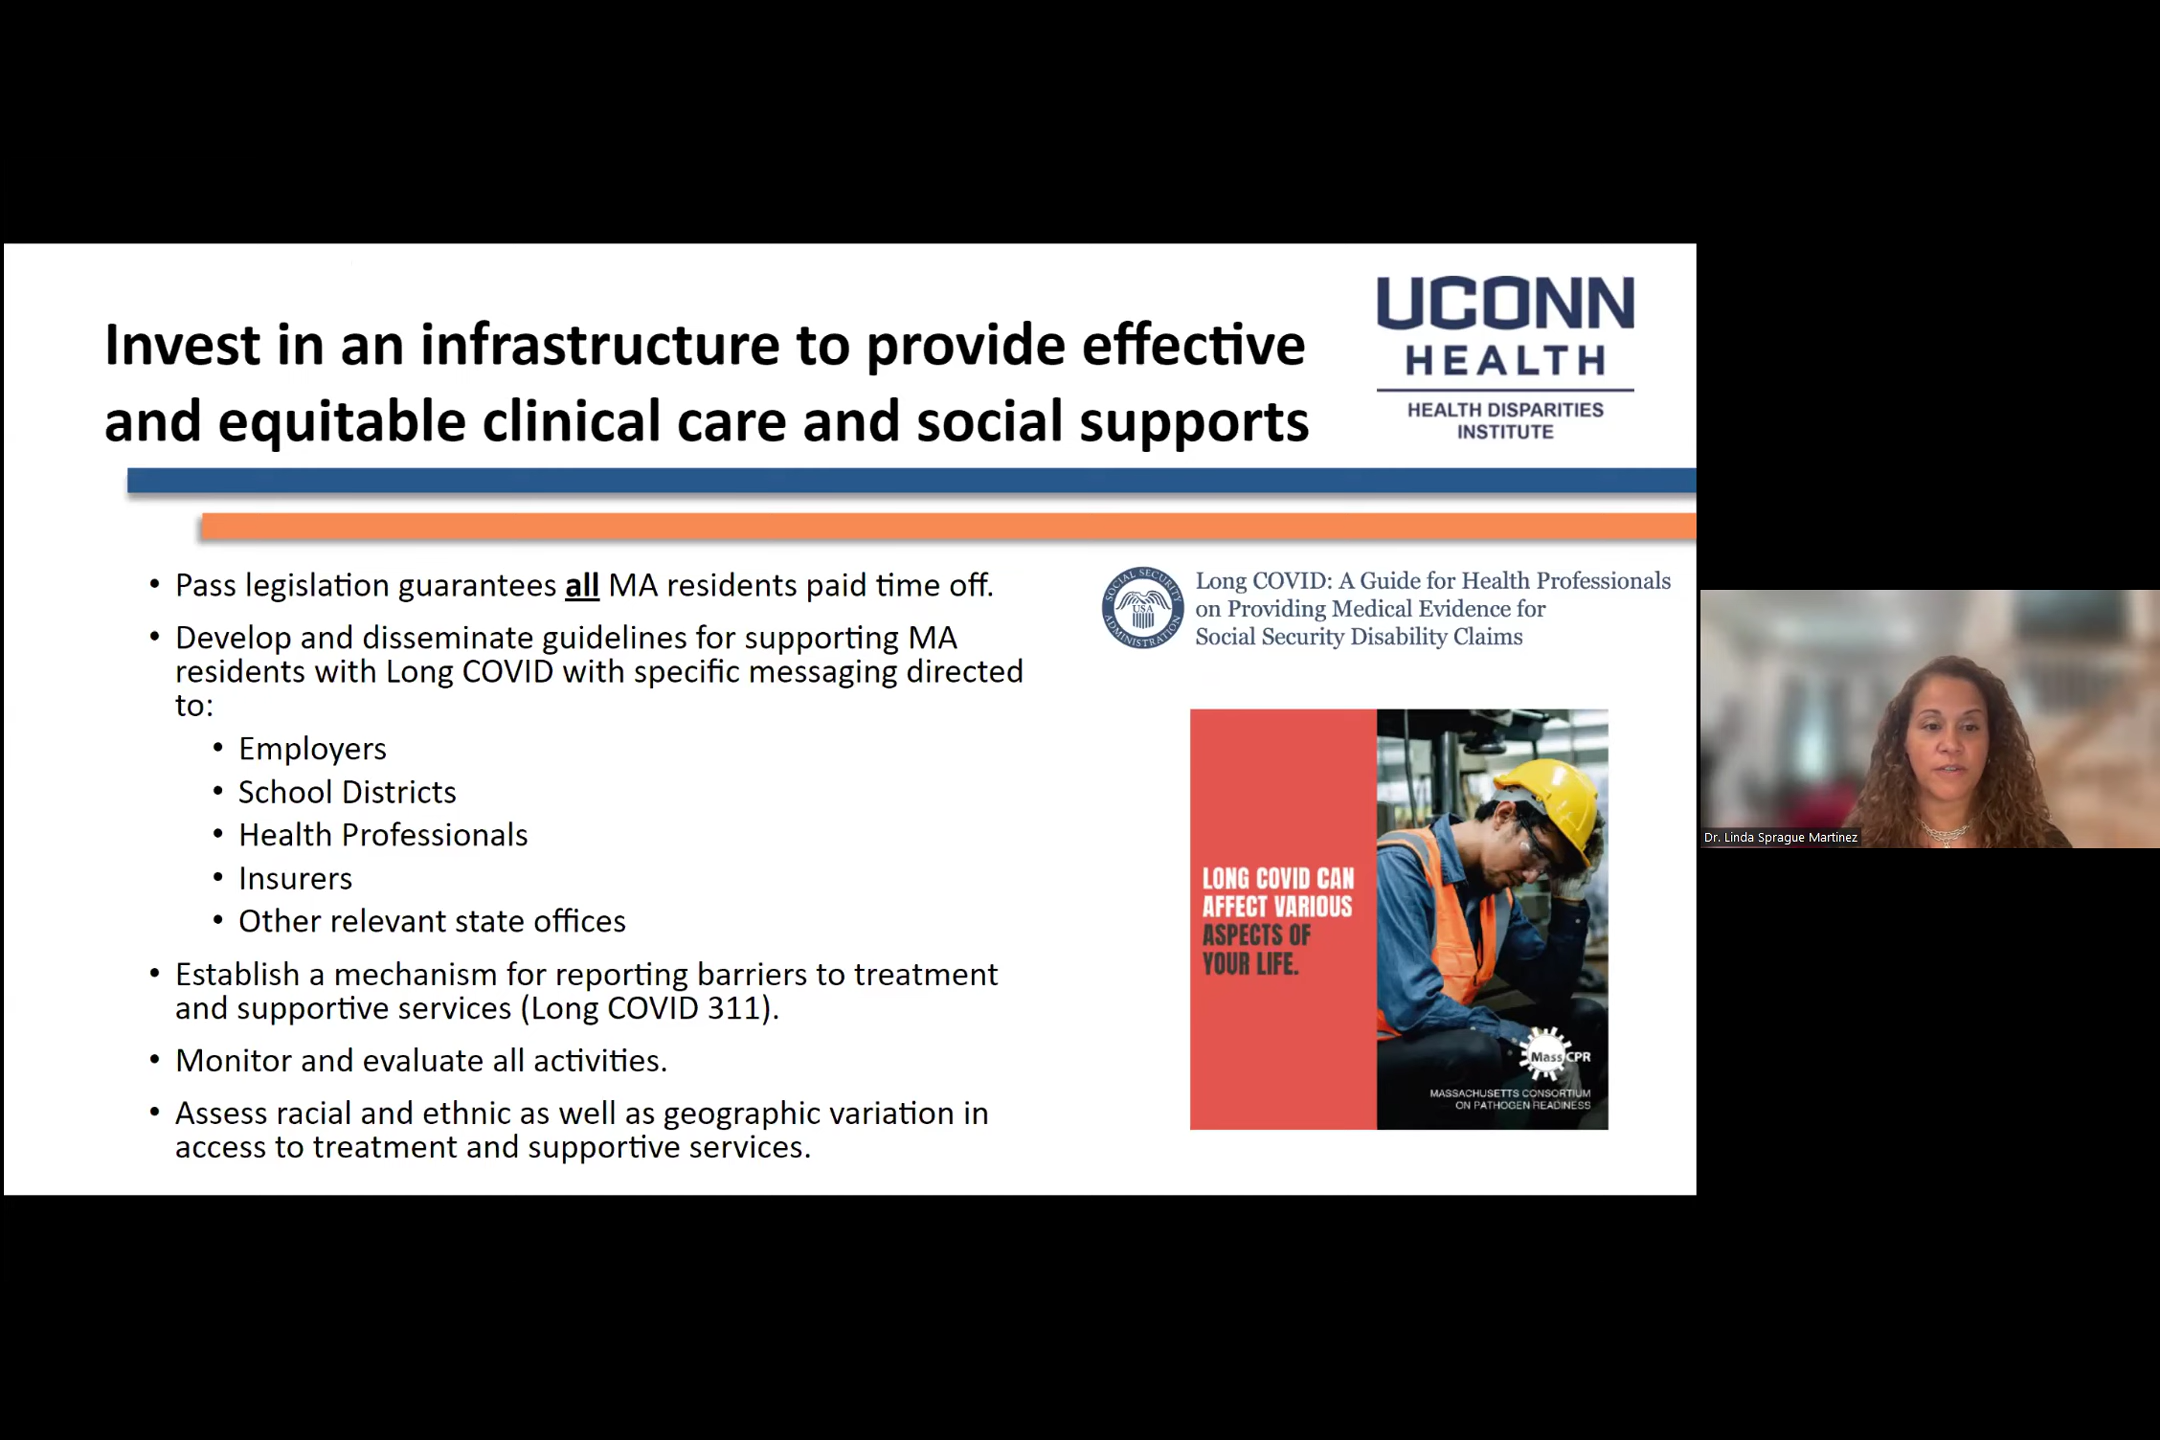 Invest in an infrastructure to provide effective
and equitable clinical care and social supports
UCONN
HEALTH
HEALTH DISPARITIES
INSTITUTE
• Pass legislation guarantees all MA residents paid time off.
• Develop and disseminate guidelines for supporting MA
residents with Long COVID with specific messaging directed
to:
• Employers
• School Districts
• Health Professionals
• Insurers
• Other relevant state offices
• Establish a mechanism for reporting barriers to treatment
and supportive services (Long COVID 311).
• Monitor and evaluate all activities.
• Assess racial and ethnic as well as geographic variation in
access to treatment and supportive services.
SOCIAL SECURITY
USA
ADMINISTRATION
Long COVID: A Guide for Health Professionals
on Providing Medical Evidence for
Social Security Disability Claims
LONG COVID CAN
AFFECT VARIOUS
ASPECTS OF
YOUR LIFE.
MassCPR
MASSACHUSETTS CONSORTIUM
ON PATHOGEN READINESS
Dr. Linda Sprague Martinez